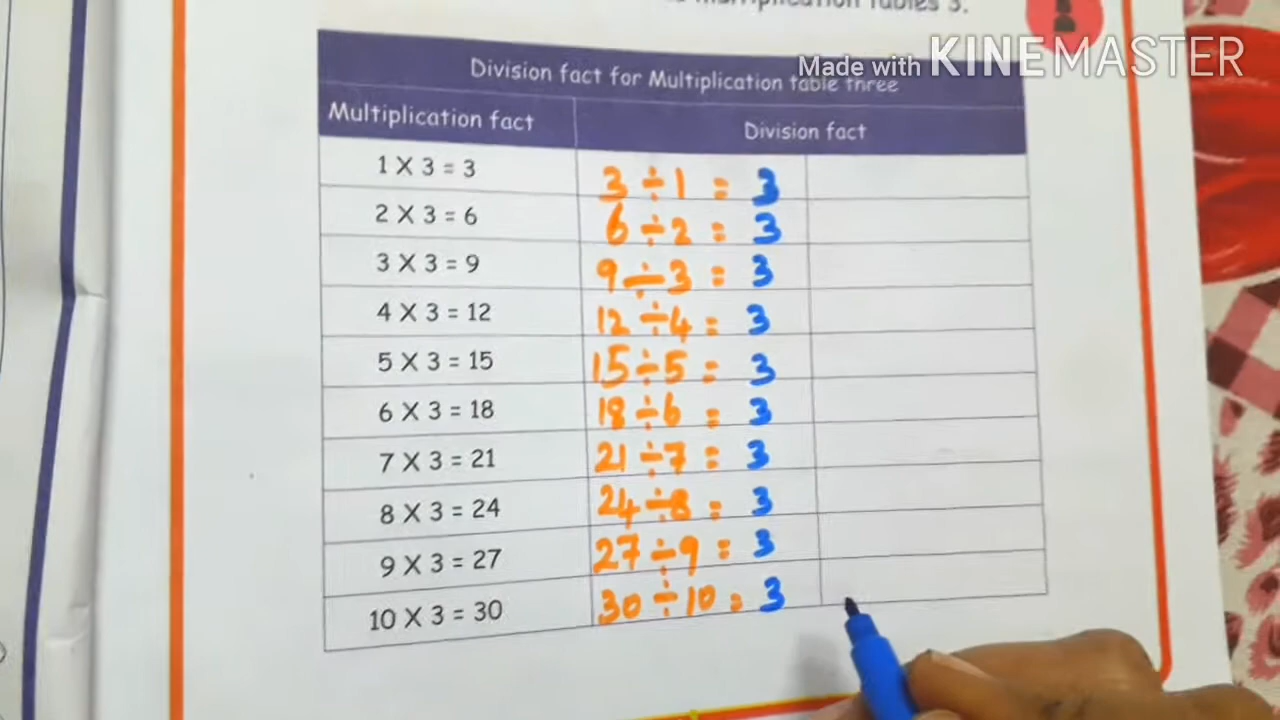 Tables 3.
Made with KINEMASTER
Division fact for Multiplication table three
Multiplication fact Division fact
1 X 3 = 3 3 ÷ 1 = 3
2 X 3 = 6 6 ÷ 2 = 3
3 X 3 = 9 9 ÷ 3 = 3
4 X 3 = 12 12 ÷ 4 = 3
5 X 3 = 15 15 ÷ 5 = 3
6 X 3 = 18 18 ÷ 6 = 3
7 X 3 = 21 21 ÷ 7 = 3
8 X 3 = 24 24 ÷ 8 = 3
9 X 3 = 27 27 ÷ 9 = 3
10 X 3 = 30 30 ÷ 10 = 3